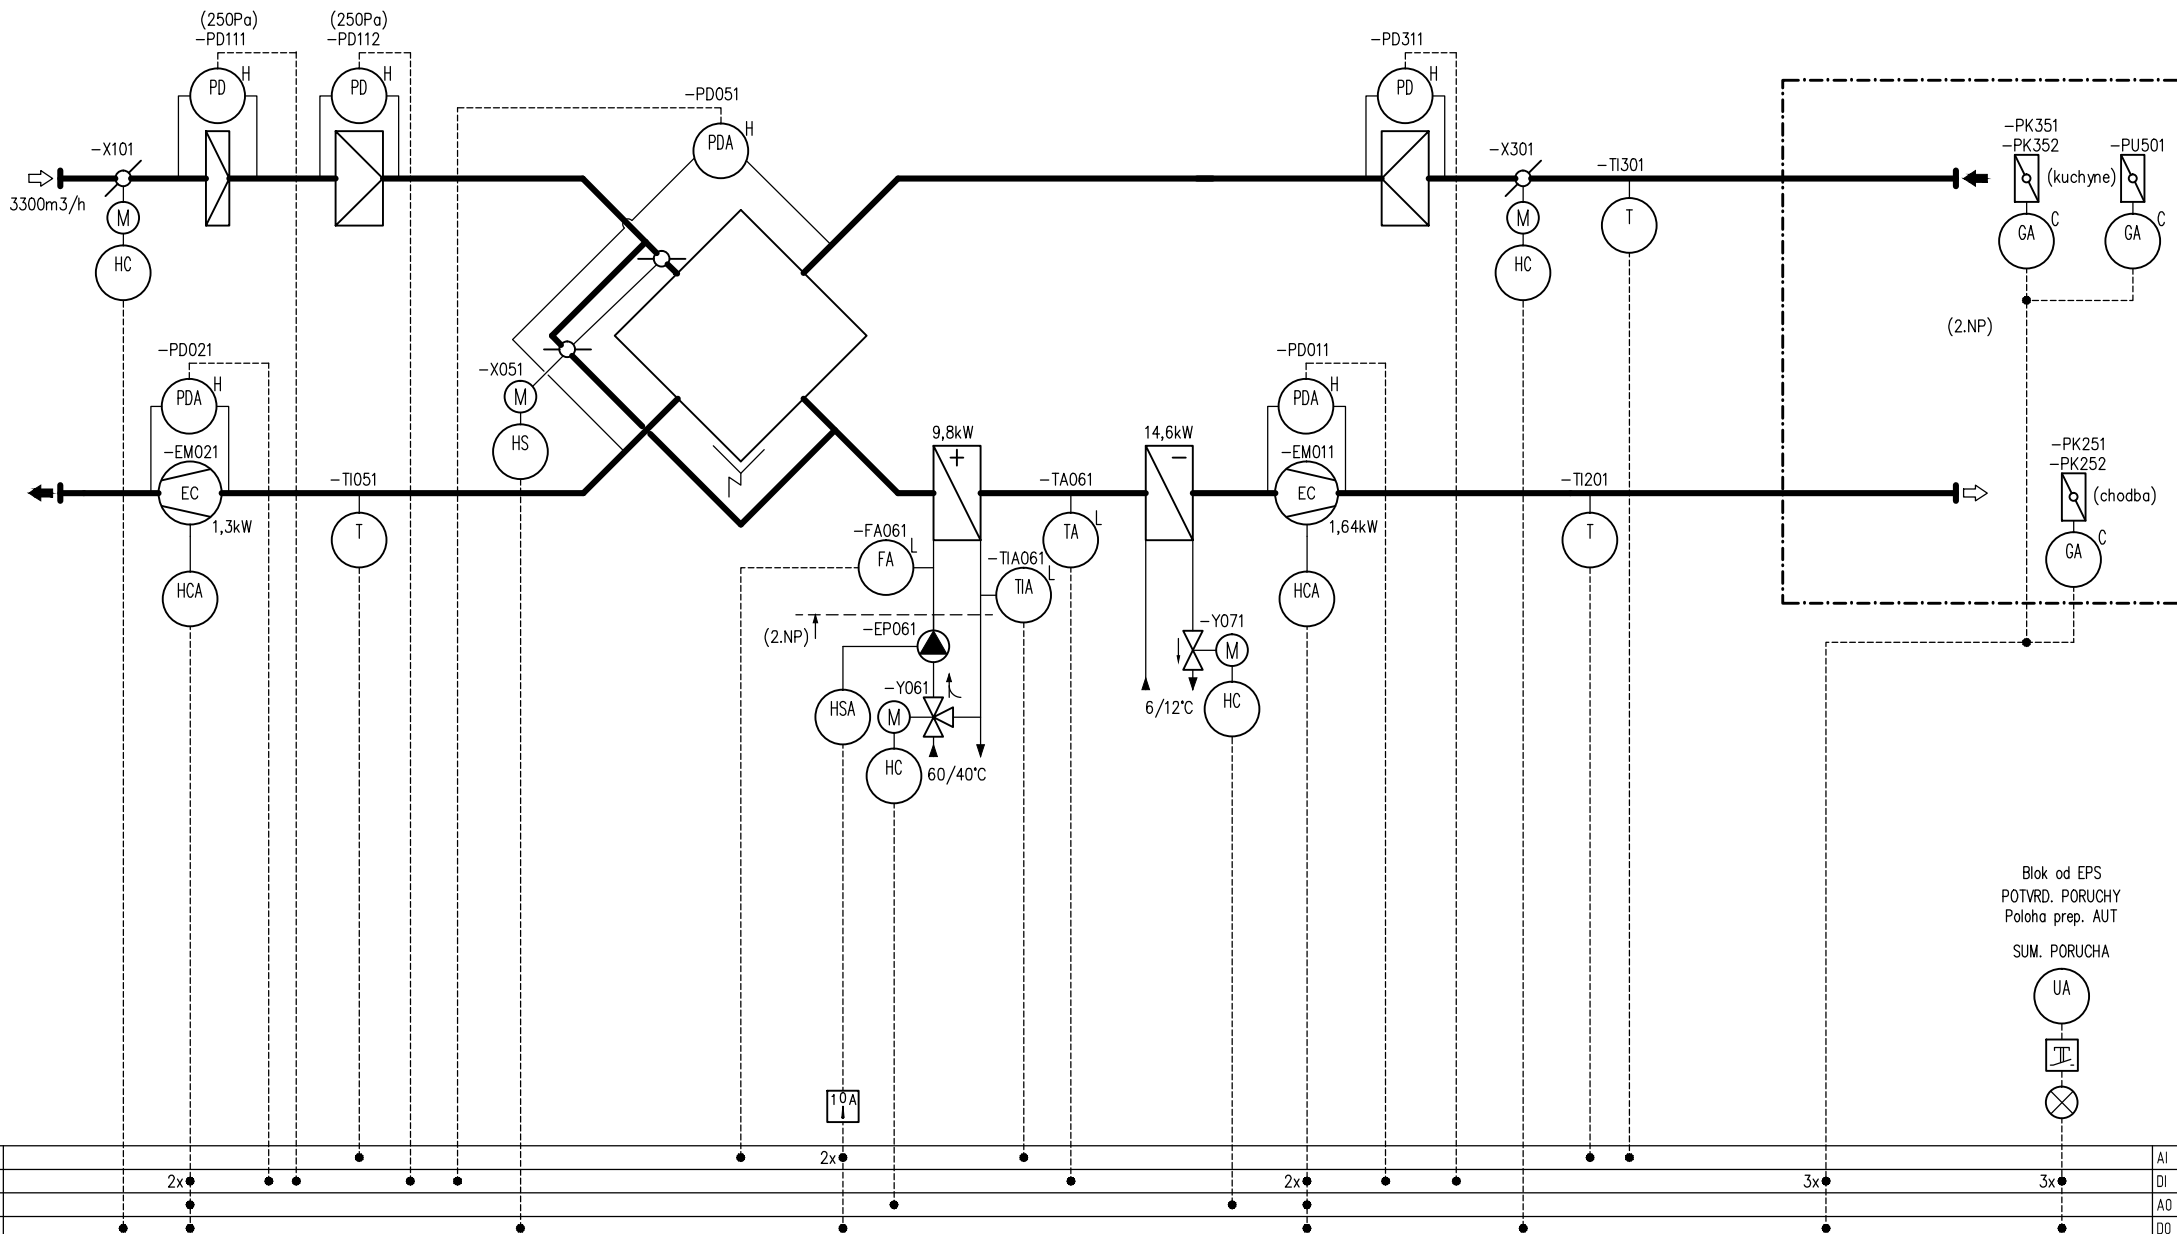 (250Pa)
-PD111
PD
H
(250Pa)
-PD112
PD
H
-PD051
PDA
H
-PD311
PD
H
-X101
3300m3/h
M
HC
-X301
M
HC
-TI301
T
-PK351
-PK352
(kuchyne)
GA
C
-PU501
GA
C
(2.NP)
-PD021
PDA
H
-EM021
EC
1,3kW
HCA
-TI051
T
-X051
M
HS
9,8kW
+
-FA061
FA
L
-TIA061
TIA
L
-TA061
TA
L
14,6kW
-
-PD011
PDA
H
-EM011
EC
1,64kW
HCA
-TI201
T
-PK251
-PK252
(chodba)
GA
C
(2.NP)
-EP061
HSA
-Y061
M
HC
60/40°C
-Y071
M
HC
6/12°C
Blok od EPS
POTVRD. PORUCHY
Poloha prep. AUT
SUM. PORUCHA
UA
1 0 A
2x
AI
2x
2x
3x
3x
DI
AO
DO